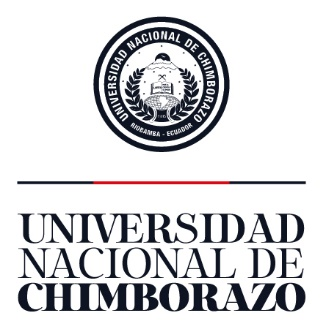 UNIVERSIDAD NACIONAL DE CHIMBORAZO
RIOBAMBA - ECUADOR
UNIVERSIDAD
NACIONAL DE
CHIMBORAZO